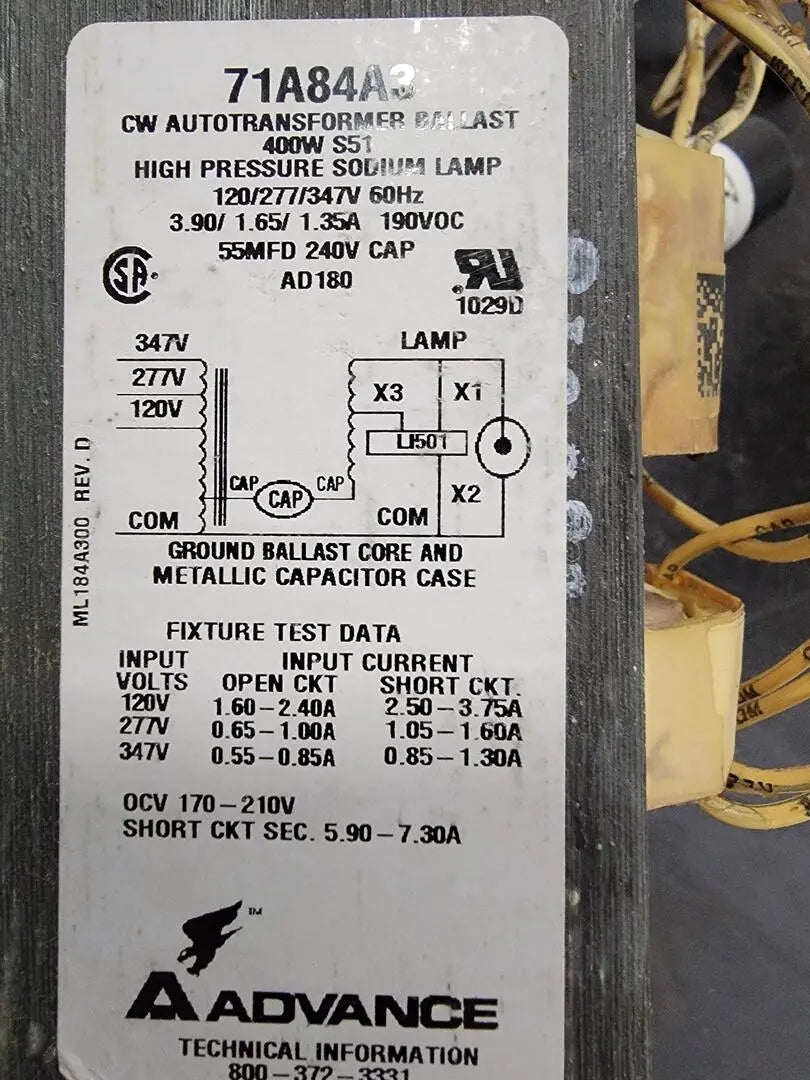 71A84A3
CW AUTOTRANSFORMER BALLAST
400W S51
HIGH PRESSURE SODIUM LAMP
120/277/347V 60Hz
3.90/ 1.65/ 1.35A 190VOC
55MFD 240V CAP
AD180
1029D
347V
LAMP
277V
X3
X1
120V
LI501
CAP
CAP
CAP
X2
COM
COM
ML184A300 REV. D
GROUND BALLAST CORE AND
METALLIC CAPACITOR CASE
FIXTURE TEST DATA
INPUT INPUT CURRENT
VOLTS OPEN CKT SHORT CKT.
120V 1.60–2.40A 2.50–3.75A
277V 0.65–1.00A 1.05–1.60A
347V 0.55–0.85A 0.85–1.30A
OCV 170–210V
SHORT CKT SEC. 5.90–7.30A
TM
ADVANCE
TECHNICAL INFORMATION
800–372–3331